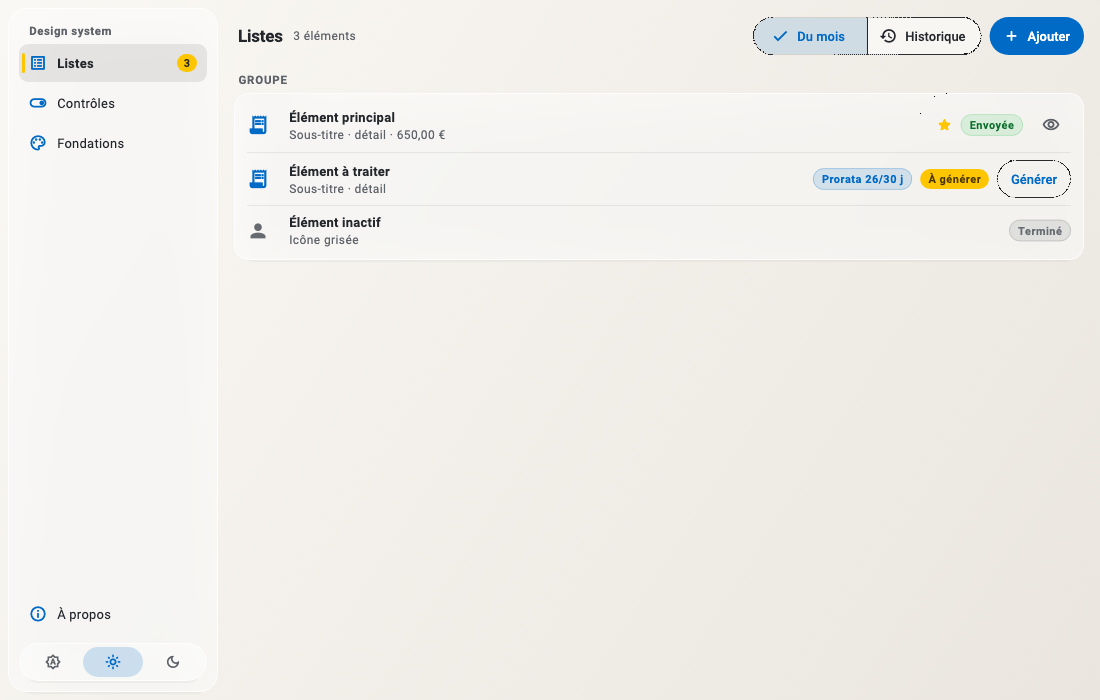 Design system
Listes 3
Contrôles
Fondations
À propos
Listes 3 éléments
Du mois
Historique
Ajouter
GROUPE
Élément principal
Sous-titre · détail · 650,00 €
Envoyée
Élément à traiter
Sous-titre · détail
Prorata 26/30 j
À générer
Générer
Élément inactif
Icône grisée
Terminé